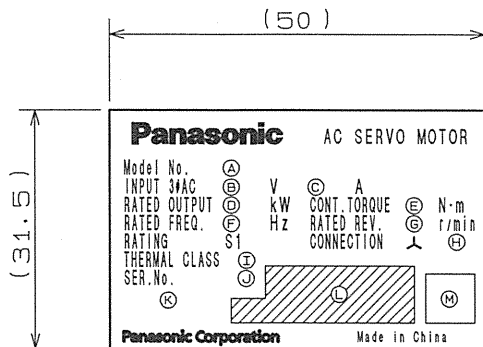 (50)
(31.5)
Panasonic AC SERVO MOTOR
Model No. Ⓐ
INPUT 3φAC Ⓑ V Ⓒ A
RATED OUTPUT Ⓓ kW CONT.TORQUE Ⓔ N·m
RATED FREQ. Ⓕ Hz RATED REV. Ⓖ r/min
RATING S1 CONNECTION ⅄ Ⓗ
THERMAL CLASS Ⓘ
SER.No. Ⓙ
Ⓚ Ⓛ Ⓜ
Panasonic Corporation Made in China